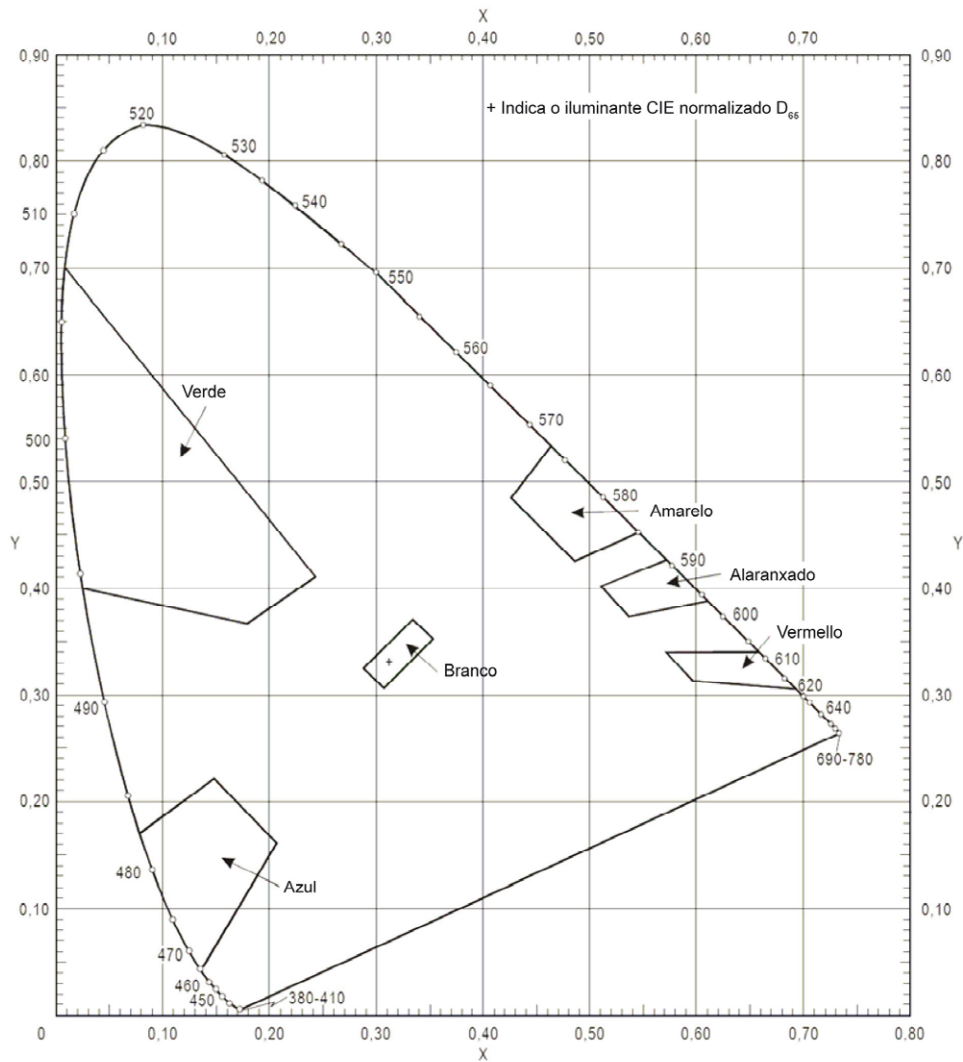 X
0,10 0,20 0,30 0,40 0,50 0,60 0,70
0,90 0,90
+ Indica o iluminante CIE normalizado D65
520
530
0,80 0,80
540
510
0,70 0,70
550
560
0,60 0,60
Verde
570
500
0,50 580 0,50
Amarelo
Y Y
590
Alaranxado
0,40 0,40
600
Vermello
610
Branco
620
0,30 0,30
490 640
690-780
0,20 0,20
480
Azul
0,10 0,10
470
460
450 380-410
0 0,10 0,20 0,30 0,40 0,50 0,60 0,70 0,80
X